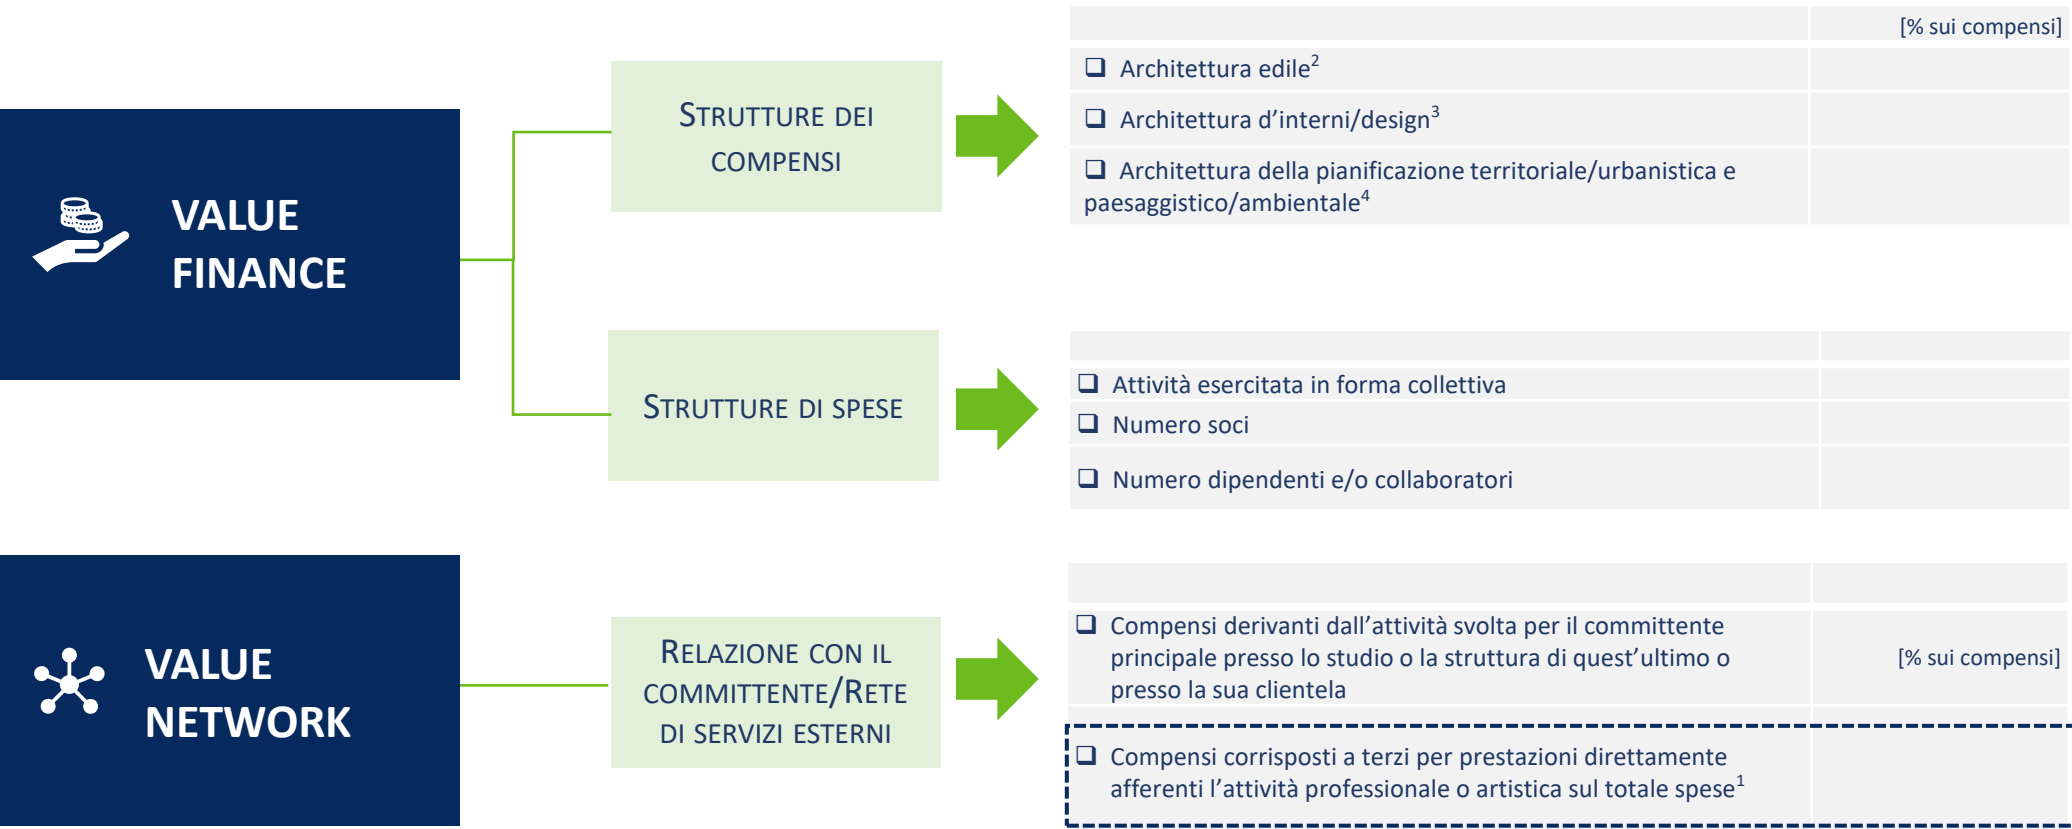 VALUE
FINANCE
STRUTTURE DEI
COMPENSI
[% sui compensi]
❑ Architettura edile²
❑ Architettura d’interni/design³
❑ Architettura della pianificazione territoriale/urbanistica e
paesaggistico/ambientale⁴
STRUTTURE DI SPESE
❑ Attività esercitata in forma collettiva
❑ Numero soci
❑ Numero dipendenti e/o collaboratori
VALUE
NETWORK
RELAZIONE CON IL
COMMITTENTE/RETE
DI SERVIZI ESTERNI
❑ Compensi derivanti dall’attività svolta per il committente
principale presso lo studio o la struttura di quest’ultimo o
presso la sua clientela
[% sui compensi]
❑ Compensi corrisposti a terzi per prestazioni direttamente
afferenti l’attività professionale o artistica sul totale spese¹